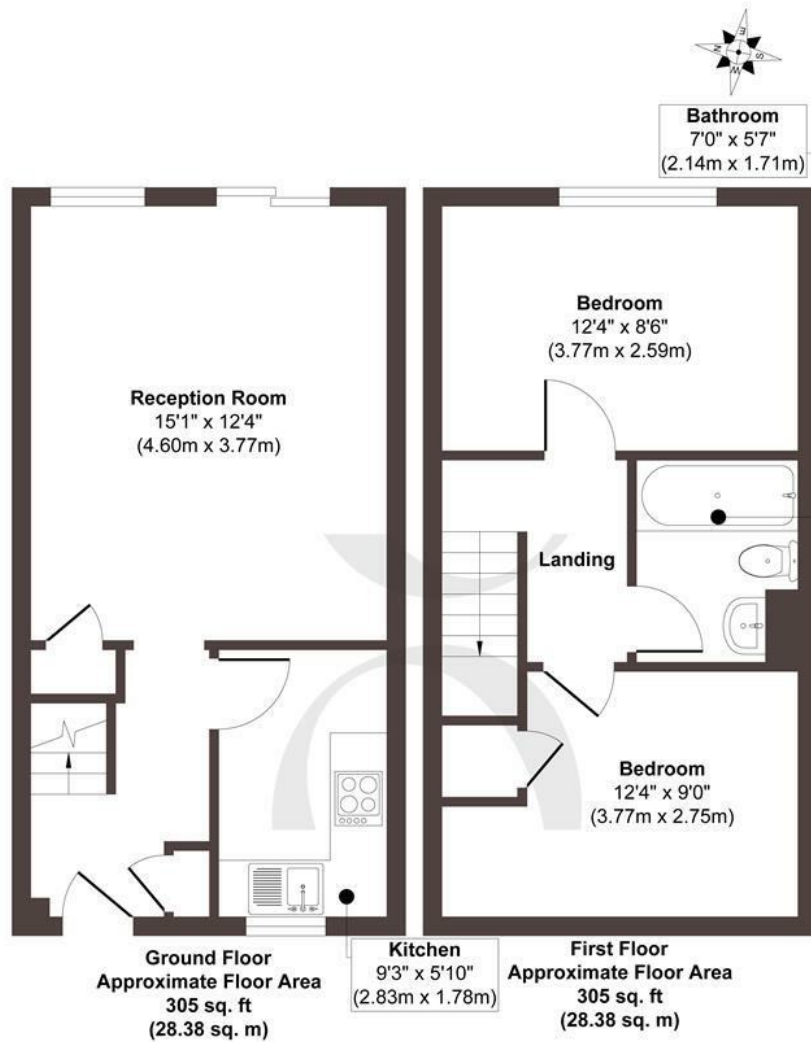 N
E
S
W
Bathroom
7'0" x 5'7"
(2.14m x 1.71m)
Bedroom
12'4" x 8'6"
(3.77m x 2.59m)
Reception Room
15'1" x 12'4"
(4.60m x 3.77m)
Landing
Bedroom
12'4" x 9'0"
(3.77m x 2.75m)
Kitchen
9'3" x 5'10"
(2.83m x 1.78m)
Ground Floor
Approximate Floor Area
305 sq. ft
(28.38 sq. m)
First Floor
Approximate Floor Area
305 sq. ft
(28.38 sq. m)